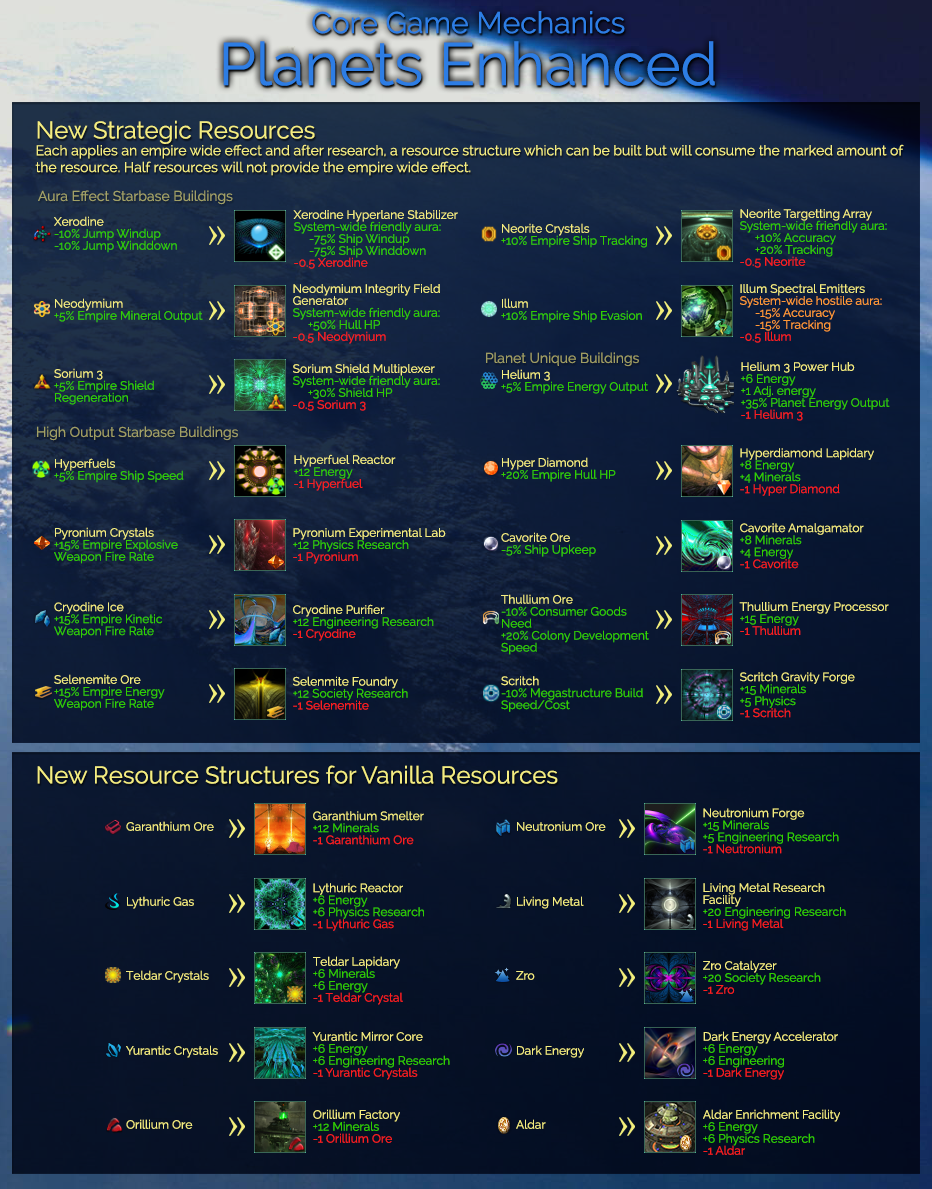 Core Game Mechanics
Planets Enhanced
New Strategic Resources
Each applies an empire wide effect and after research, a resource structure which can be built but will consume the marked amount of
the resource. Half resources will not provide the empire wide effect.
Aura Effect Starbase Buildings
Xerodine
-10% Jump Windup
-10% Jump Winddown
Xerodine Hyperlane Stabilizer
System-wide friendly aura:
-75% Ship Windup
-75% Ship Winddown
-0.5 Xerodine
Neorite Crystals
+10% Empire Ship Tracking
Neorite Targetting Array
System-wide friendly aura:
+10% Accuracy
+20% Tracking
-0.5 Neorite
Neodymium
+5% Empire Mineral Output
Neodymium Integrity Field
Generator
System-wide friendly aura:
+50% Hull HP
-0.5 Neodymium
Illum
+10% Empire Ship Evasion
Illum Spectral Emitters
System-wide hostile aura:
-15% Accuracy
-15% Tracking
-0.5 Illum
Sorium 3
+5% Empire Shield
Regeneration
Sorium Shield Multiplexer
System-wide friendly aura:
+30% Shield HP
-0.5 Sorium 3
Planet Unique Buildings
Helium 3
+5% Empire Energy Output
Helium 3 Power Hub
+6 Energy
+1 Adj. energy
+35% Planet Energy Output
-1 Helium 3
High Output Starbase Buildings
Hyperfuels
+5% Empire Ship Speed
Hyperfuel Reactor
+12 Energy
-1 Hyperfuel
Hyper Diamond
+20% Empire Hull HP
Hyperdiamond Lapidary
+8 Energy
+4 Minerals
-1 Hyper Diamond
Pyronium Crystals
+15% Empire Explosive
Weapon Fire Rate
Pyronium Experimental Lab
+12 Physics Research
-1 Pyronium
Cavorite Ore
-5% Ship Upkeep
Cavorite Amalgamator
+8 Minerals
+4 Energy
-1 Cavorite
Cryodine Ice
+15% Empire Kinetic
Weapon Fire Rate
Cryodine Purifier
+12 Engineering Research
-1 Cryodine
Thullium Ore
-10% Consumer Goods
Need
+20% Colony Development
Speed
Thullium Energy Processor
+15 Energy
-1 Thullium
Selenemite Ore
+15% Empire Energy
Weapon Fire Rate
Selenmite Foundry
+12 Society Research
-1 Selenemite
Scritch
-10% Megastructure Build
Speed/Cost
Scritch Gravity Forge
+15 Minerals
+5 Physics
-1 Scritch
New Resource Structures for Vanilla Resources
Garanthium Ore
Garanthium Smelter
+12 Minerals
-1 Garanthium Ore
Neutronium Ore
Neutronium Forge
+15 Minerals
+5 Engineering Research
-1 Neutronium
Lythuric Gas
Lythuric Reactor
+6 Energy
+6 Physics Research
-1 Lythuric Gas
Living Metal
Living Metal Research
Facility
+20 Engineering Research
-1 Living Metal
Teldar Crystals
Teldar Lapidary
+6 Minerals
+6 Energy
-1 Teldar Crystal
Zro
Zro Catalyzer
+20 Society Research
-1 Zro
Yurantic Crystals
Yurantic Mirror Core
+6 Energy
+6 Engineering Research
-1 Yurantic Crystals
Dark Energy
Dark Energy Accelerator
+6 Energy
+6 Engineering
-1 Dark Energy
Orillium Ore
Orillium Factory
+12 Minerals
-1 Orillium Ore
Aldar
Aldar Enrichment Facility
+6 Energy
+6 Physics Research
-1 Aldar